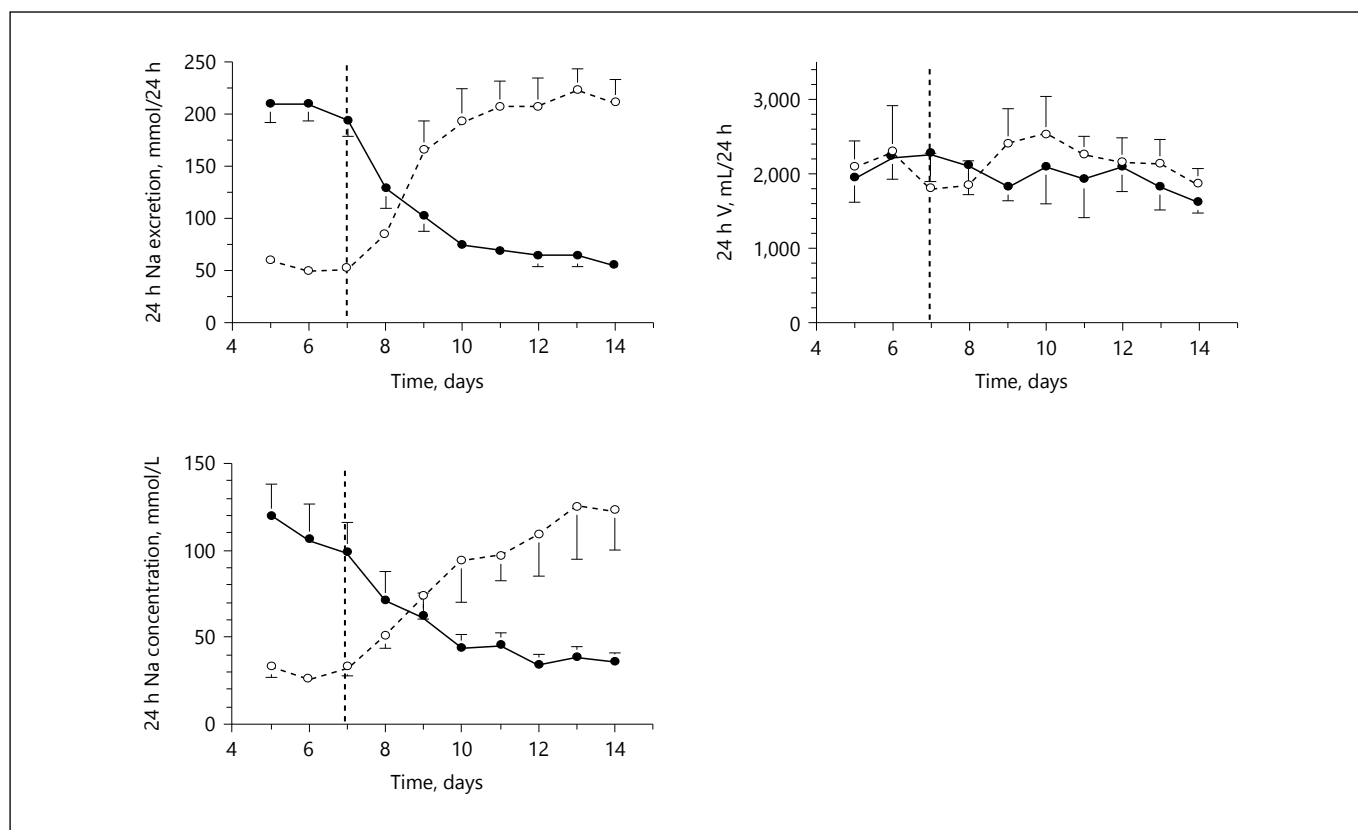 24 h Na excretion, mmol/24 h
250
200
150
100
50
0
4 6 8 10 12 14
Time, days
24 h V, mL/24 h
3,000
2,000
1,000
0
4 6 8 10 12 14
Time, days
24 h Na concentration, mmol/L
150
100
50
0
4 6 8 10 12 14
Time, days